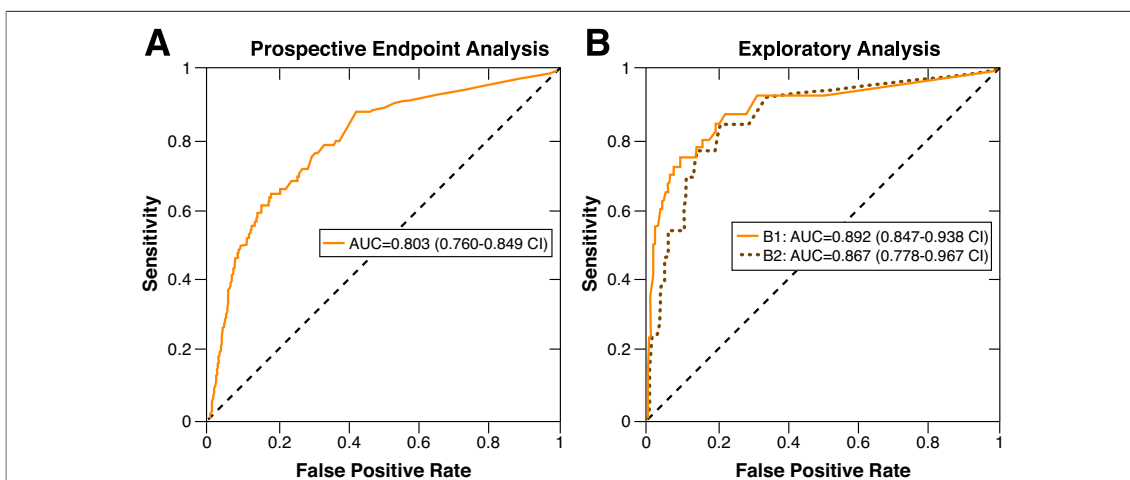 A
Prospective Endpoint Analysis
1
0.8
0.6
0.4
0.2
0
Sensitivity
AUC=0.803 (0.760-0.849 CI)
0
0.2
0.4
0.6
0.8
1
False Positive Rate
B
Exploratory Analysis
1
0.8
0.6
0.4
0.2
0
Sensitivity
B1: AUC=0.892 (0.847-0.938 CI)
B2: AUC=0.867 (0.778-0.967 CI)
0
0.2
0.4
0.6
0.8
1
False Positive Rate